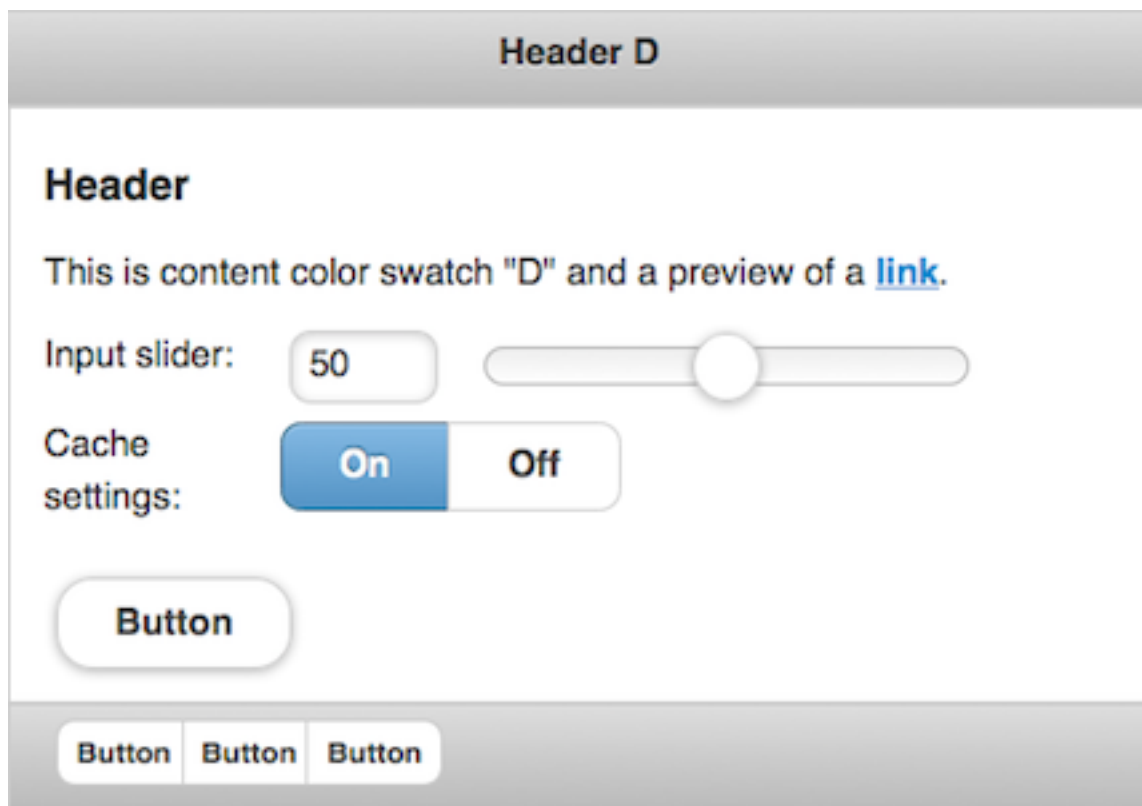 Header D
Header
This is content color swatch "D" and a preview of a link.
Input slider: 50
Cache
settings:
On Off
Button
Button Button Button